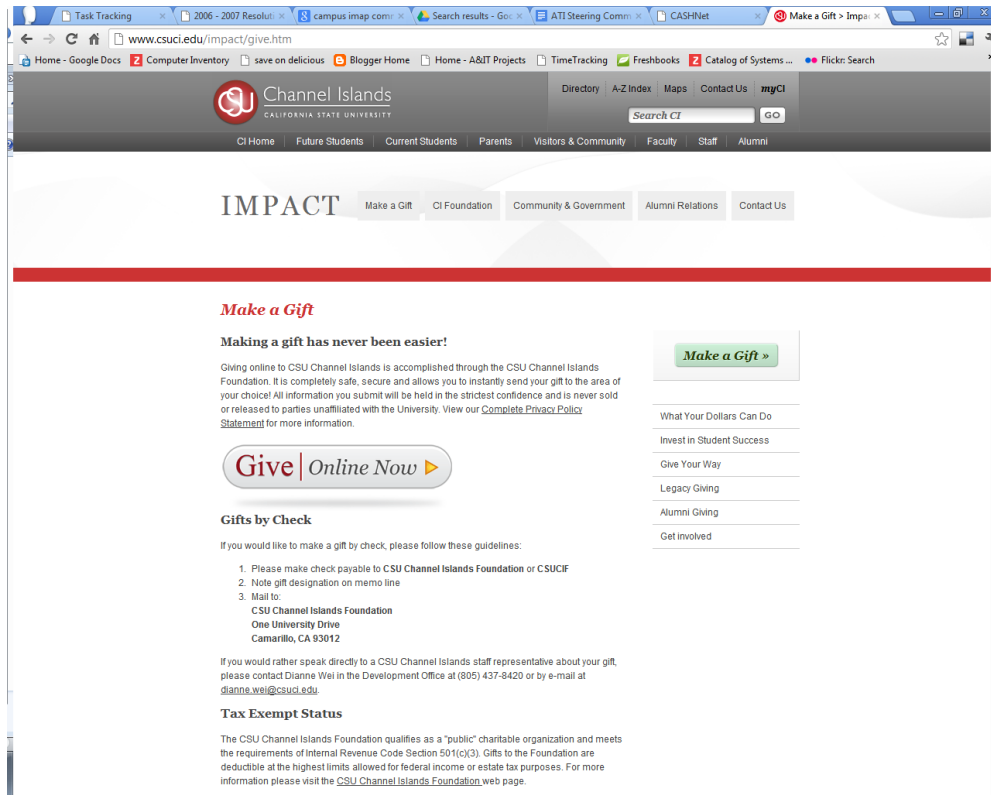 Task Tracking
2006 - 2007 Resoluti
campus imap comr
Search results - Goo
ATI Steering Comm
CASHNet
Make a Gift > Impac
www.csuci.edu/impact/give.htm
Home - Google Docs
Computer Inventory
save on delicious
Blogger Home
Home - A&IT Projects
TimeTracking
Freshbooks
Catalog of Systems ...
Flickr: Search
CSU Channel Islands
CALIFORNIA STATE UNIVERSITY
Directory A-Z Index Maps Contact Us myCI
Search CI GO
CI Home Future Students Current Students Parents Visitors & Community Faculty Staff Alumni
IMPACT Make a Gift CI Foundation Community & Government Alumni Relations Contact Us
Make a Gift
Making a gift has never been easier!
Giving online to CSU Channel Islands is accomplished through the CSU Channel Islands
Foundation. It is completely safe, secure and allows you to instantly send your gift to the area of
your choice! All information you submit will be held in the strictest confidence and is never sold
or released to parties unaffiliated with the University. View our Complete Privacy Policy
Statement for more information.
Give Online Now
Gifts by Check
If you would like to make a gift by check, please follow these guidelines:
1. Please make check payable to CSU Channel Islands Foundation or CSUCIF
2. Note gift designation on memo line
3. Mail to:
CSU Channel Islands Foundation
One University Drive
Camarillo, CA 93012
If you would rather speak directly to a CSU Channel Islands staff representative about your gift,
please contact Dianne Wei in the Development Office at (805) 437-8420 or by e-mail at
dianne.wei@csuci.edu.
Tax Exempt Status
The CSU Channel Islands Foundation qualifies as a "public" charitable organization and meets
the requirements of Internal Revenue Code Section 501(c)(3). Gifts to the Foundation are
deductible at the highest limits allowed for federal income or estate tax purposes. For more
information please visit the CSU Channel Islands Foundation web page.
Make a Gift »
What Your Dollars Can Do
Invest in Student Success
Give Your Way
Legacy Giving
Alumni Giving
Get involved